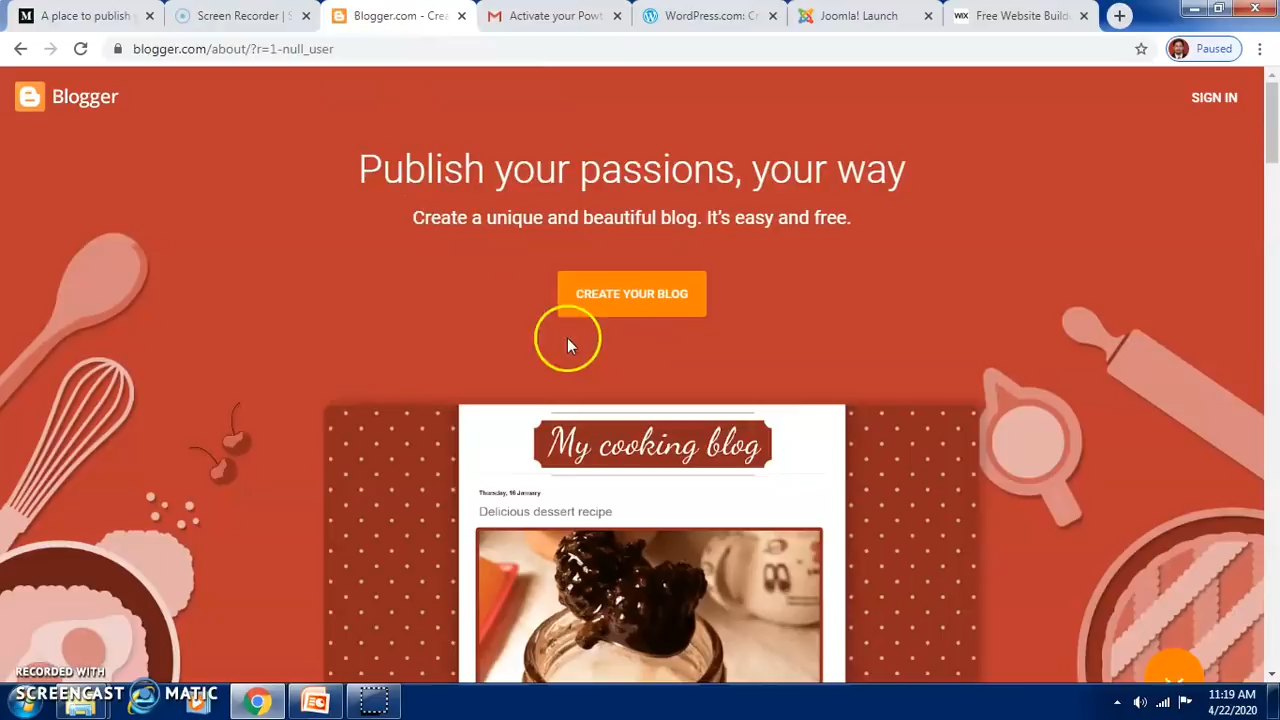 A place to publish
Screen Recorder | S
Blogger.com - Crea
Activate your Powt
WordPress.com: C
Joomla! Launch
WiX Free Website Build
blogger.com/about/?r=1-null_user
Paused
Blogger
SIGN IN
Publish your passions, your way
Create a unique and beautiful blog. It's easy and free.
CREATE YOUR BLOG
My cooking blog
Thursday, 16 January
Delicious dessert recipe
RECORDED WITH
SCREENCAST MATIC
11:19 AM
4/22/2020